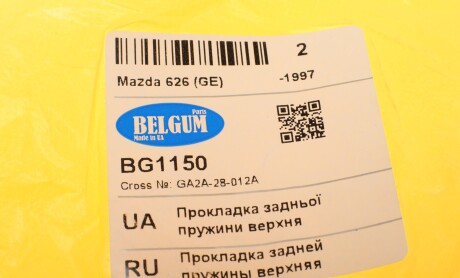 2
Mazda 626 (GE) -1997
Parts
BELGUM
Made in EA
BG1150
Cross №: GA2A-28-012A
UA Прокладка задньої
пружини верхня
RU Прокладка задней
пружины верхняя